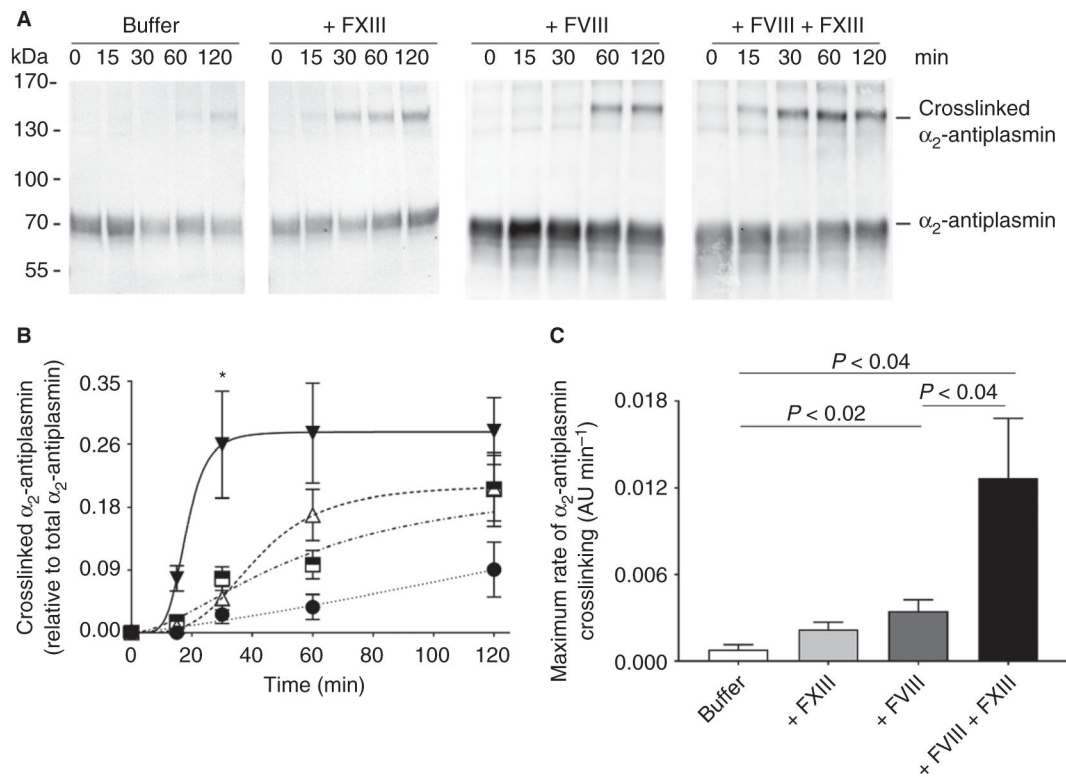 A
Buffer + FXIII + FVIII + FVIII + FXIII
kDa 0 15 30 60 120 0 15 30 60 120 0 15 30 60 120 0 15 30 60 120 min
170-
130 -
100 -
70 -
55 -
Crosslinked
α₂-antiplasmin
α₂-antiplasmin
B
Crosslinked α₂-antiplasmin
(relative to total α₂-antiplasmin)
0.35
0.26
0.18
0.09
0.00
*
0 20 40 60 80 100 120
Time (min)
C
Maximum rate of α₂-antiplasmin
crosslinking (AU min⁻¹)
0.018
0.012
0.006
0.000
P < 0.04
P < 0.04
P < 0.02
Buffer
+ FXIII
+ FVIII
+ FVIII + FXIII